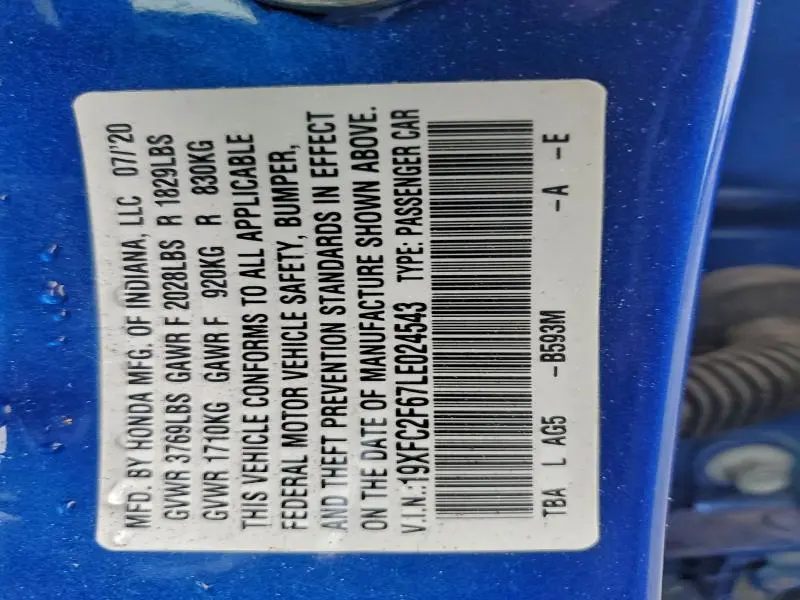 MFD. BY HONDA MFG. OF INDIANA, LLC 07/'20
GVWR 3769LBS GAWR F 2028LBS R 1829LBS
GVWR 1710KG GAWR F 920KG R 830KG
THIS VEHICLE CONFORMS TO ALL APPLICABLE
FEDERAL MOTOR VEHICLE SAFETY, BUMPER,
AND THEFT PREVENTION STANDARDS IN EFFECT
ON THE DATE OF MANUFACTURE SHOWN ABOVE.
V.I.N.:19XFC2F67LE024543 TYPE: PASSENGER CAR
TBA L AG5 -B593M -A -E